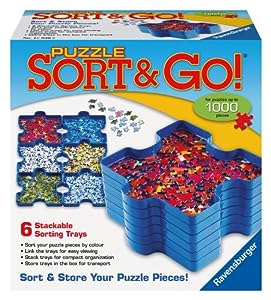 PUZZLE
SORT & GO!
for puzzles up to
1000
pieces
6 Stackable
Sorting Trays
• Sort your puzzle pieces by colour
• Link the trays for easy viewing
• Stack trays for compact organization
• Store trays in the box for transport
Ravensburger
Sort & Store Your Puzzle Pieces!